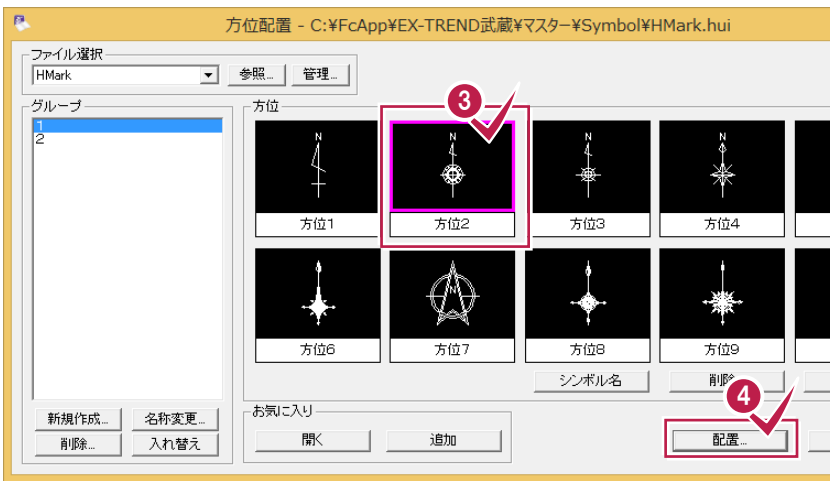 方位配置 - C:¥FcApp¥EX-TREND武蔵¥マスター¥Symbol¥HMark.hui
ファイル選択
HMark 参照... 管理...
グループ
1
2
方位
3
N N N N
方位1 方位2 方位3 方位4
N
方位6 方位7 方位8 方位9
シンボル名 削除
4
新規作成... 名称変更...
削除... 入れ替え
お気に入り
開く 追加
配置...